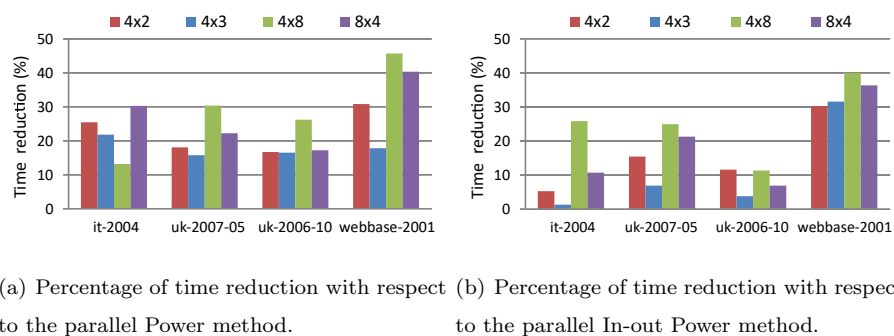 4x2 4x3 4x8 8x4
Time reduction (%)
50
40
30
20
10
0
it-2004 uk-2007-05 uk-2006-10 webbase-2001
4x2 4x3 4x8 8x4
Time reduction (%)
50
40
30
20
10
0
it-2004 uk-2007-05 uk-2006-10 webbase-2001
(a) Percentage of time reduction with respect
to the parallel Power method.
(b) Percentage of time reduction with respec
to the parallel In-out Power method.